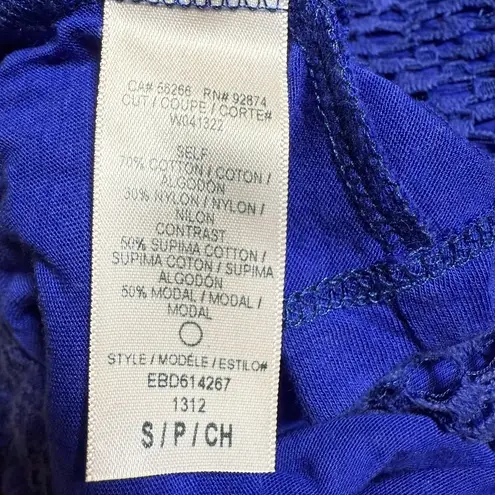 CA# 56266 RN# 92874
CUT / COUPE / CORTE#
W041322
SELF
70% COTTON / COTON /
ALGODÓN
30% NYLON / NYLON /
NILON
CONTRAST
50% SUPIMA COTTON /
SUPIMA COTON / SUPIMA
ALGODÓN
50% MODAL / MODAL /
MODAL
STYLE / MODÈLE / ESTILO#
EBD614267
1312
S / P / CH